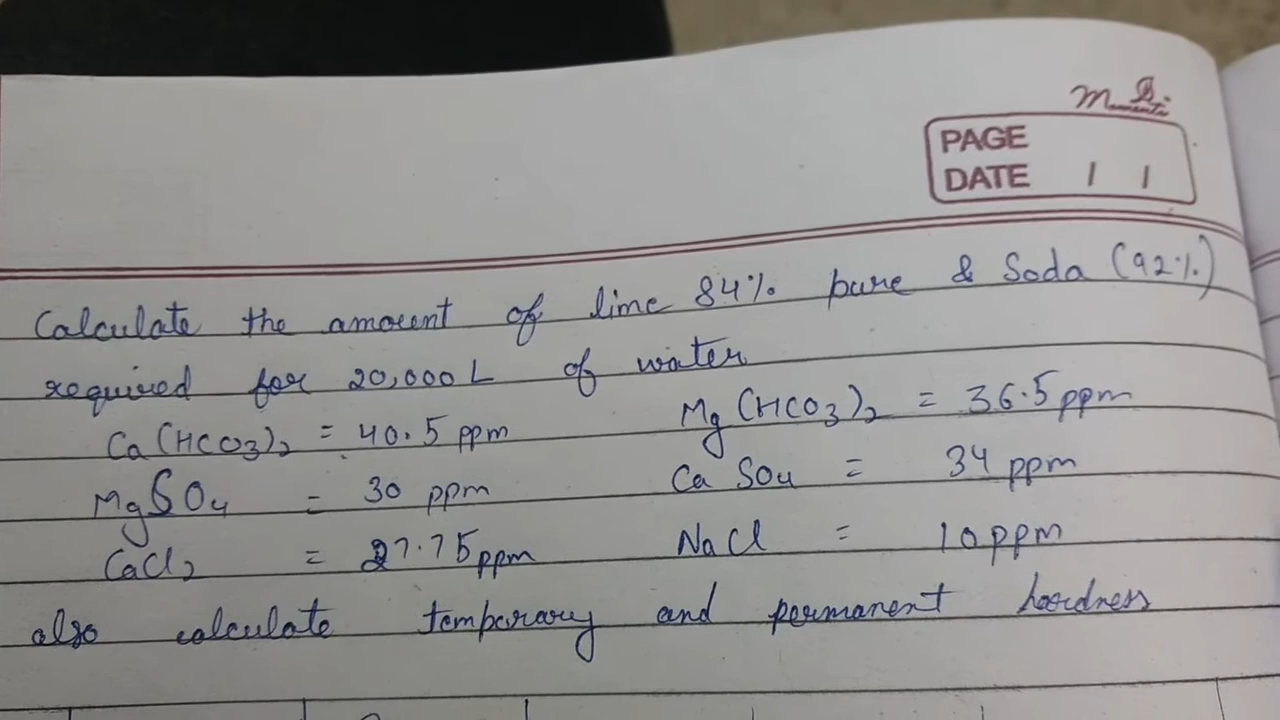 PAGE
DATE / /
Calculate the amount of lime 84% pure & Soda (92%)
required for 20,000 L of water
Ca(HCO3)2 = 40.5 ppm Mg(HCO3)2 = 36.5 ppm
MgSO4 = 30 ppm CaSO4 = 34 ppm
CaCl2 = 27.75 ppm NaCl = 10 ppm
also calculate temparary and permanent hardness